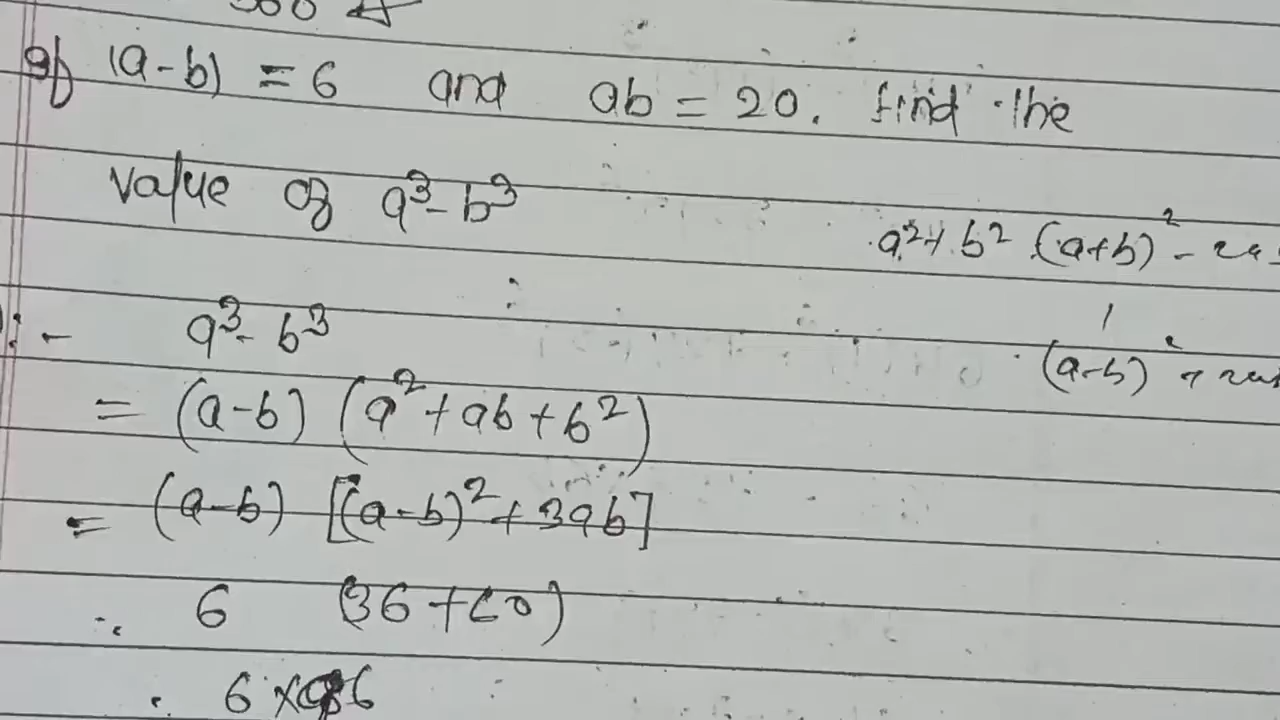 If (a-b) = 6 and ab = 20. find the
value of a³-b³
a²+b² (a+b)² -
:- a³-b³
(a-b)² +
= (a-b) (a²+ab+b²)
= (a-b) [(a-b)²+3ab]
∴ 6 (36+60)
6×96